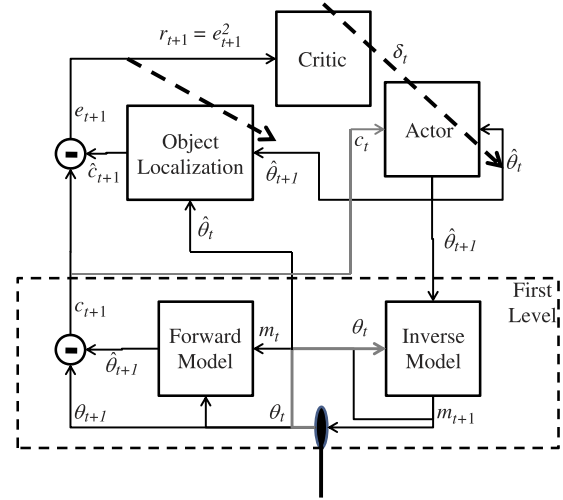 r_{t+1} = e^2_{t+1}
Critic
δ_t
e_{t+1}
Object
Localization
c_t
Actor
ĉ_{t+1}
θ̂_{t+1}
θ̂_t
θ̂_t
θ̂_{t+1}
First
Level
c_{t+1}
Forward
Model
m_t
θ_t
Inverse
Model
θ̂_{t+1}
θ_{t+1}
θ_t
m_{t+1}